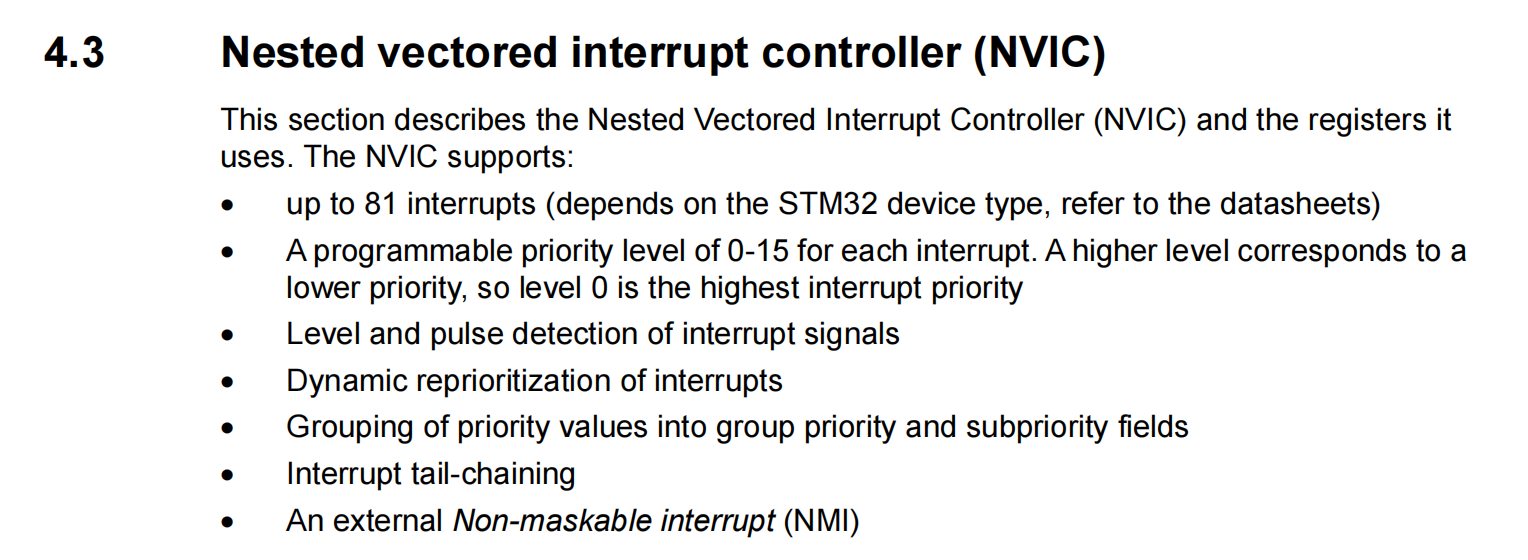 4.3 Nested vectored interrupt controller (NVIC)
This section describes the Nested Vectored Interrupt Controller (NVIC) and the registers it
uses. The NVIC supports:
• up to 81 interrupts (depends on the STM32 device type, refer to the datasheets)
• A programmable priority level of 0-15 for each interrupt. A higher level corresponds to a
lower priority, so level 0 is the highest interrupt priority
• Level and pulse detection of interrupt signals
• Dynamic reprioritization of interrupts
• Grouping of priority values into group priority and subpriority fields
• Interrupt tail-chaining
• An external Non-maskable interrupt (NMI)